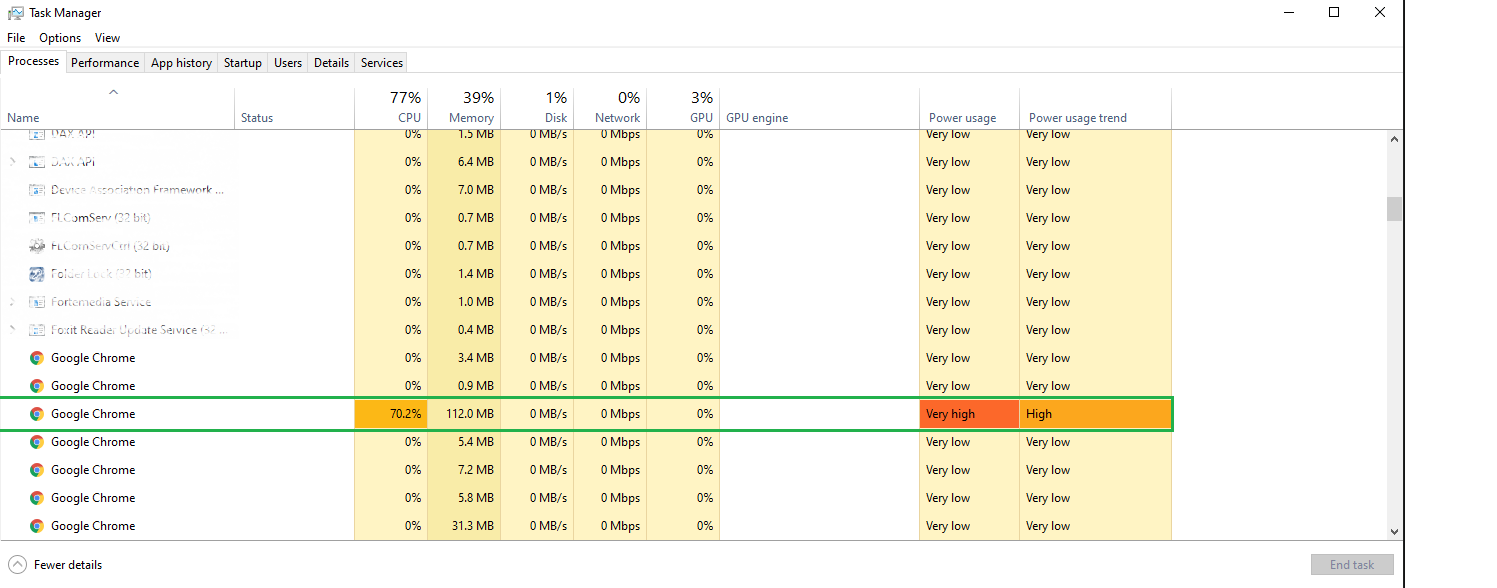 Task Manager
File Options View
Processes Performance App history Startup Users Details Services
77% 39% 1% 0% 3%
Name Status CPU Memory Disk Network GPU GPU engine Power usage Power usage trend
DAX API 0% 1.5 MB 0 MB/s 0 Mbps 0% Very low Very low
DAX API 0% 6.4 MB 0 MB/s 0 Mbps 0% Very low Very low
Device Association Framework ... 0% 7.0 MB 0 MB/s 0 Mbps 0% Very low Very low
FLComServ (32 bit) 0% 0.7 MB 0 MB/s 0 Mbps 0% Very low Very low
FLComServCtrl (32 bit) 0% 0.7 MB 0 MB/s 0 Mbps 0% Very low Very low
Folder Lock (32 bit) 0% 1.4 MB 0 MB/s 0 Mbps 0% Very low Very low
Fortemedia Service 0% 1.0 MB 0 MB/s 0 Mbps 0% Very low Very low
Foxit Reader Update Service (32 ... 0% 0.4 MB 0 MB/s 0 Mbps 0% Very low Very low
Google Chrome 0% 3.4 MB 0 MB/s 0 Mbps 0% Very low Very low
Google Chrome 0% 0.9 MB 0 MB/s 0 Mbps 0% Very low Very low
Google Chrome 70.2% 112.0 MB 0 MB/s 0 Mbps 0% Very high High
Google Chrome 0% 5.4 MB 0 MB/s 0 Mbps 0% Very low Very low
Google Chrome 0% 7.2 MB 0 MB/s 0 Mbps 0% Very low Very low
Google Chrome 0% 5.8 MB 0 MB/s 0 Mbps 0% Very low Very low
Google Chrome 0% 31.3 MB 0 MB/s 0 Mbps 0% Very low Very low
Fewer details End task